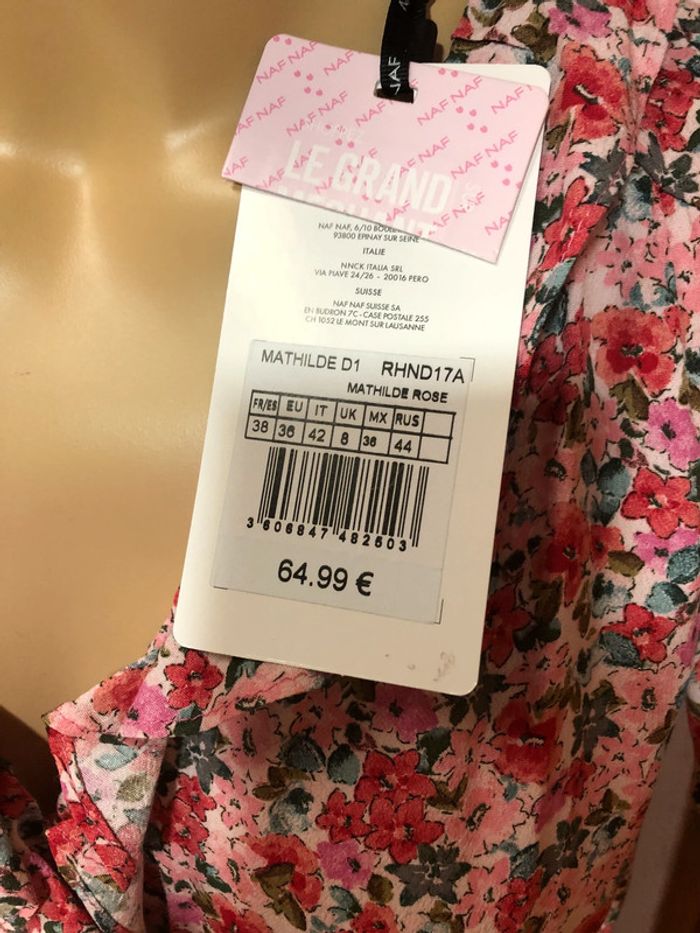 NAF NAF
SHOPPEZ
LE GRAND
NAF NAF, 6/10 BOULE
93800 EPINAY SUR SEINE
ITALIE
NNCK ITALIA SRL
VIA PIAVE 24/26 - 20016 PERO
SUISSE
NAF NAF SUISSE SA
EN BUDRON 7C - CASE POSTALE 255
CH 1052 LE MONT SUR LAUSANNE
MATHILDE D1 RHND17A
MATHILDE ROSE
FR/ES EU IT UK MX RUS
38 36 42 8 36 44
3 606847 482503
64.99 €